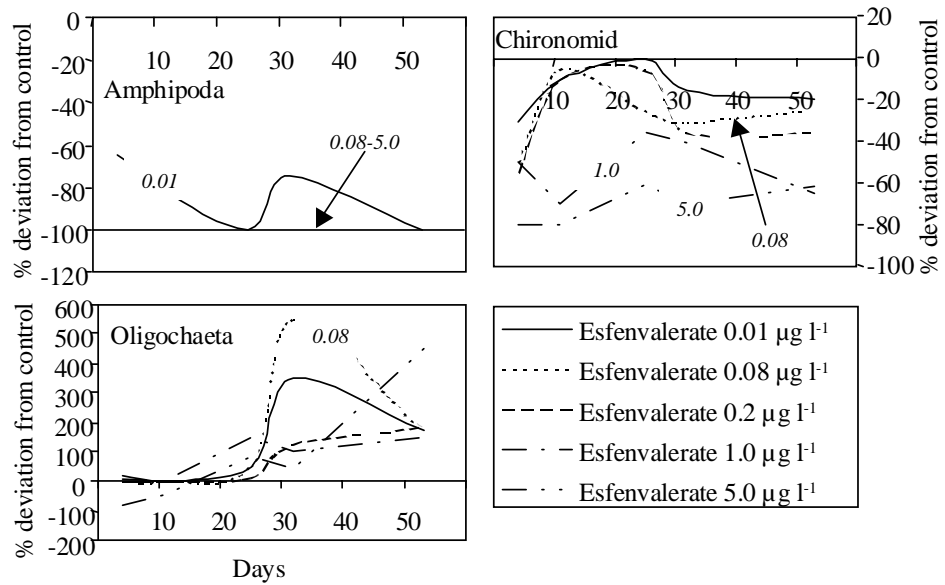 % deviation from control
0
-20
-40
-60
-80
-100
-120
10 20 30 40 50
Amphipoda
0.01
0.08-5.0
Chironomid
10 20 30 40 50
1.0
5.0
0.08
-20
0
-20
-40
-60
-80
-100
% deviation from control
% deviation from control
600
500
400
300
200
100
0
-100
-200
Oligochaeta
0.08
10 20 30 40 50
Days
Esfenvalerate 0.01 µg l-1
Esfenvalerate 0.08 µg l-1
Esfenvalerate 0.2 µg l-1
Esfenvalerate 1.0 µg l-1
Esfenvalerate 5.0 µg l-1